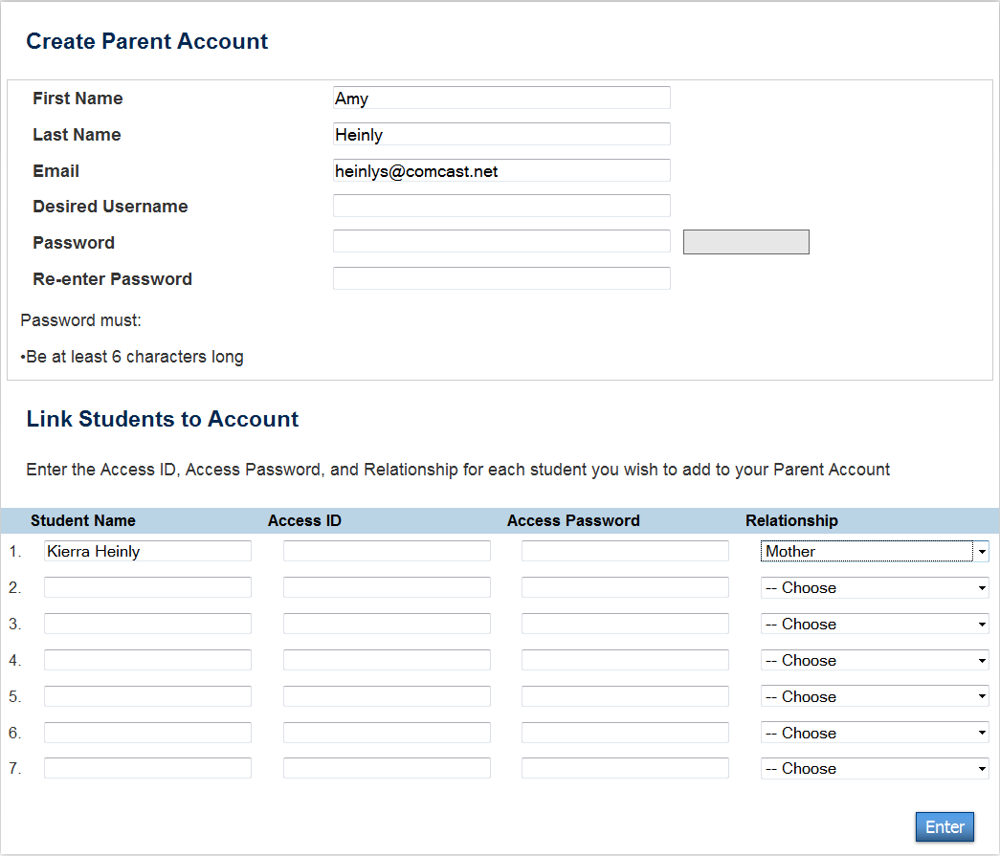 Create Parent Account
First Name Amy
Last Name Heinly
Email heinlys@comcast.net
Desired Username
Password
Re-enter Password
Password must:
•Be at least 6 characters long
Link Students to Account
Enter the Access ID, Access Password, and Relationship for each student you wish to add to your Parent Account
Student Name Access ID Access Password Relationship
1. Kierra Heinly Mother
2. -- Choose
3. -- Choose
4. -- Choose
5. -- Choose
6. -- Choose
7. -- Choose
Enter